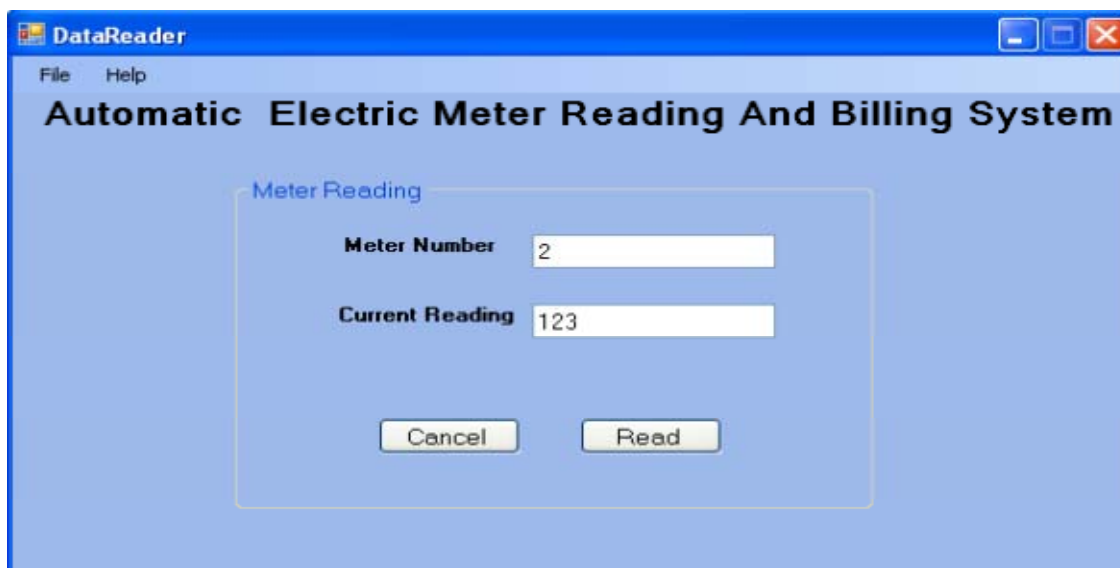 DataReader
File Help
Automatic Electric Meter Reading And Billing System
Meter Reading
Meter Number 2
Current Reading 123
Cancel Read